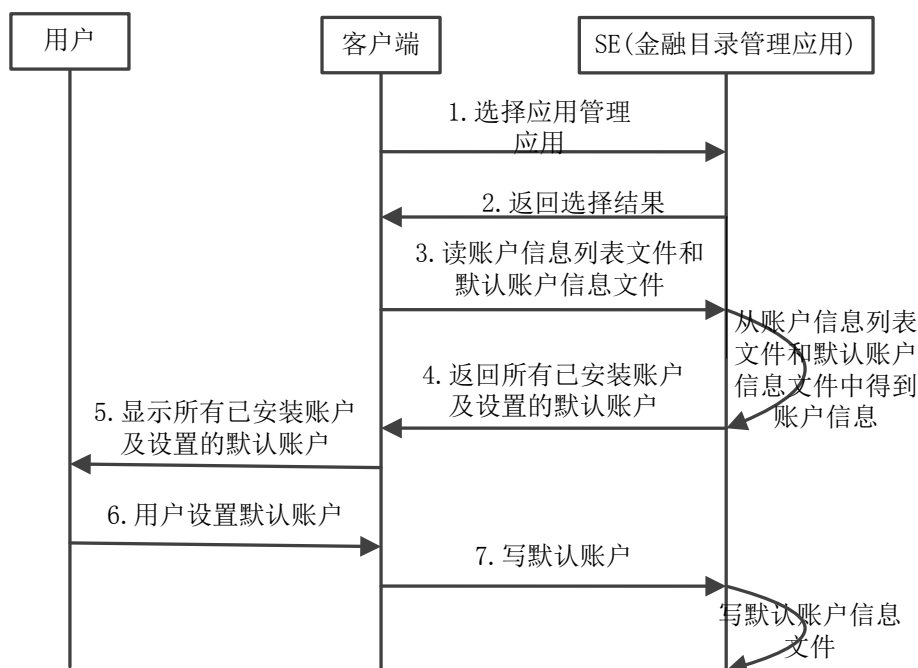 用户
客户端
SE(金融目录管理应用)
1.选择应用管理
应用
2.返回选择结果
3.读账户信息列表文件和
默认账户信息文件
从账户信息列表
文件和默认账户
信息文件中得到
账户信息
4.返回所有已安装账户
及设置的默认账户
5.显示所有已安装账户
及设置的默认账户
6.用户设置默认账户
7.写默认账户
写默认账户信息
文件